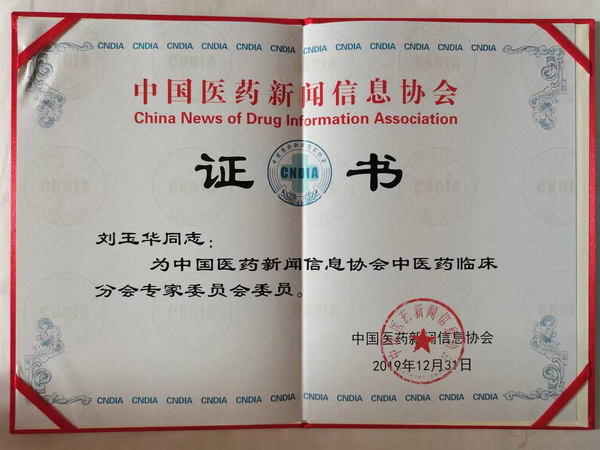 CNDIA CNDIA CNDIA CNDIA CNDIA CNDIA CNDIA CNDIA CNDIA CNDIA
中国医药新闻信息协会
China News of Drug Information Association
证 CNDIA 书
刘玉华同志：
为中国医药新闻信息协会中医药临床
分会专家委员会委员。
中国医药新闻信息协会
2019年12月31日
CNDIA CNDIA CNDIA CNDIA CNDIA CNDIA CNDIA CNDIA CNDIA CNDIA